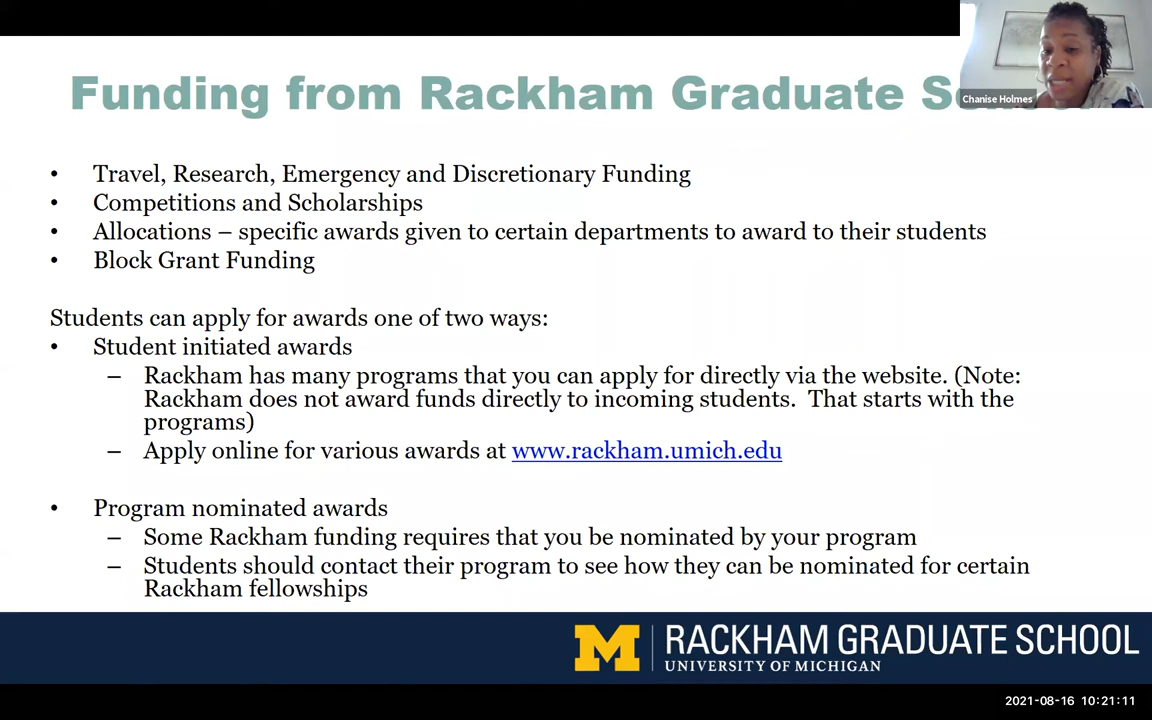 Funding from Rackham Graduate
Chanise Holmes
• Travel, Research, Emergency and Discretionary Funding
• Competitions and Scholarships
• Allocations – specific awards given to certain departments to award to their students
• Block Grant Funding
Students can apply for awards one of two ways:
• Student initiated awards
– Rackham has many programs that you can apply for directly via the website. (Note:
Rackham does not award funds directly to incoming students. That starts with the
programs)
– Apply online for various awards at www.rackham.umich.edu
• Program nominated awards
– Some Rackham funding requires that you be nominated by your program
– Students should contact their program to see how they can be nominated for certain
Rackham fellowships
M RACKHAM GRADUATE SCHOOL
UNIVERSITY OF MICHIGAN
2021-08-16 10:21:11